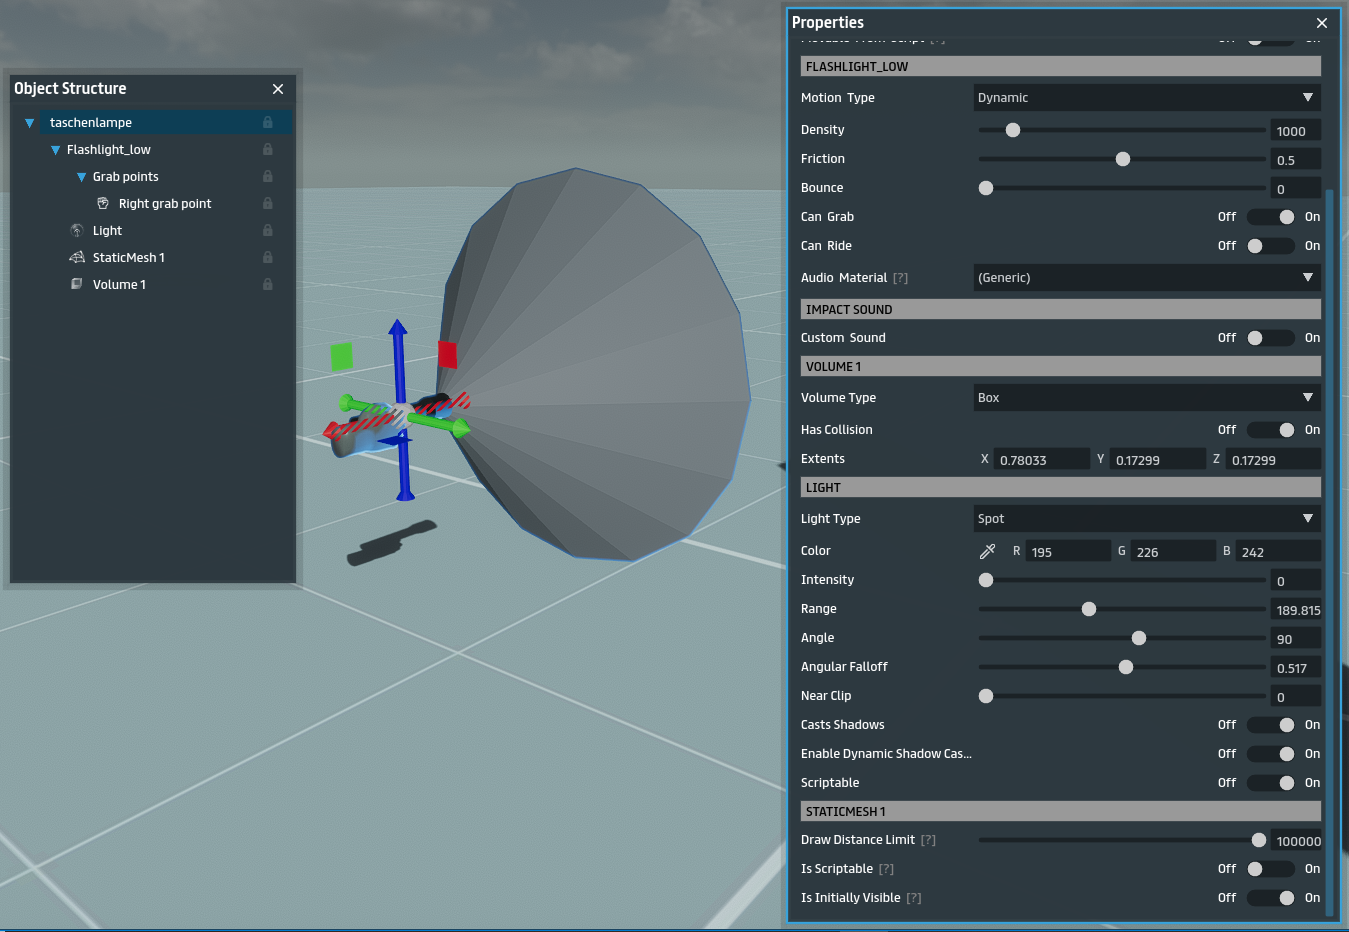 Object Structure
taschenlampe
Flashlight_low
Grab points
Right grab point
Light
StaticMesh 1
Volume 1
Properties
FLASHLIGHT_LOW
Motion Type Dynamic
Density 1000
Friction 0.5
Bounce 0
Can Grab Off On
Can Ride Off On
Audio Material [?] (Generic)
IMPACT SOUND
Custom Sound Off On
VOLUME 1
Volume Type Box
Has Collision Off On
Extents X 0.78033 Y 0.17299 Z 0.17299
LIGHT
Light Type Spot
Color R 195 G 226 B 242
Intensity 0
Range 189.815
Angle 90
Angular Falloff 0.517
Near Clip 0
Casts Shadows Off On
Enable Dynamic Shadow Cas... Off On
Scriptable Off On
STATICMESH 1
Draw Distance Limit [?] 100000
Is Scriptable [?] Off On
Is Initially Visible [?] Off On